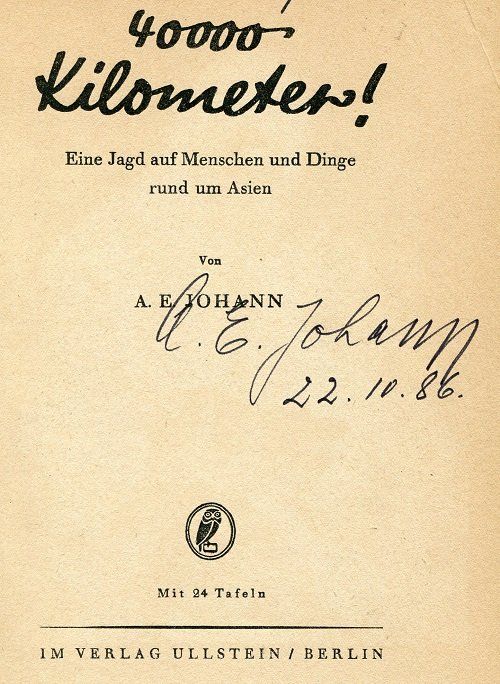 40000
Kilometer!
Eine Jagd auf Menschen und Dinge
rund um Asien
Von
A. E. JOHANN
A. E. Johann
22. 10. 86.
Mit 24 Tafeln
IM VERLAG ULLSTEIN / BERLIN